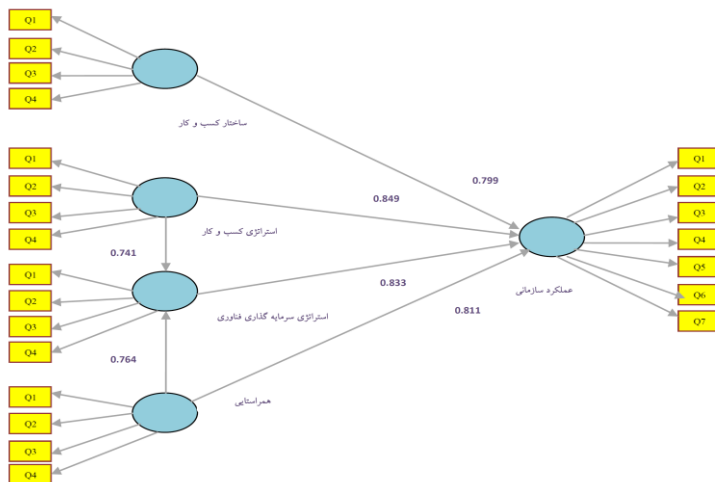 Q1
Q2
Q3
Q4
ساختار کسب و کار
0.799
Q1
Q2
Q3
Q4
0.849
استراتژی کسب و کار
0.741
Q1
Q2
Q3
Q4
0.833
استراتژی سرمایه گذاری فناوری
0.811
0.764
Q1
Q2
Q3
Q4
همراستایی
Q1
Q2
Q3
Q4
Q5
Q6
Q7
عملکرد سازمانی